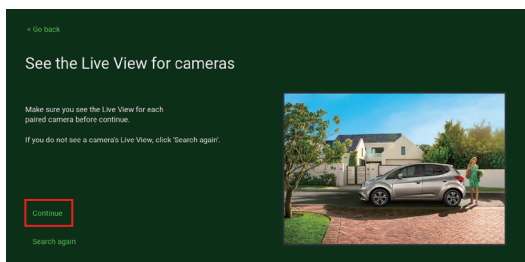 < Go back
See the Live View for cameras
Make sure you see the Live View for each
paired camera before continue.
If you do not see a camera's Live View, click 'Search again'.
Continue
Search again